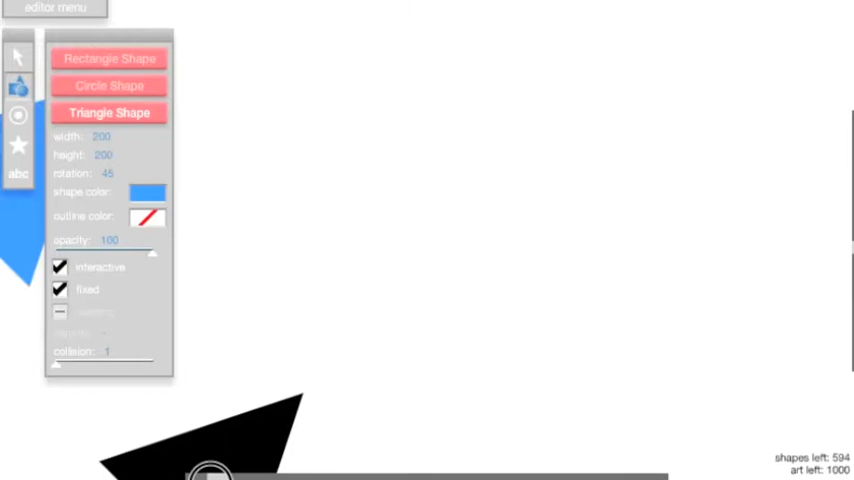 editor menu
Rectangle Shape
Circle Shape
Triangle Shape
width: 200
height: 200
rotation: 45
shape color:
outline color:
opacity: 100
interactive
fixed
collision: 1
abc
shapes left: 594
art left: 1000